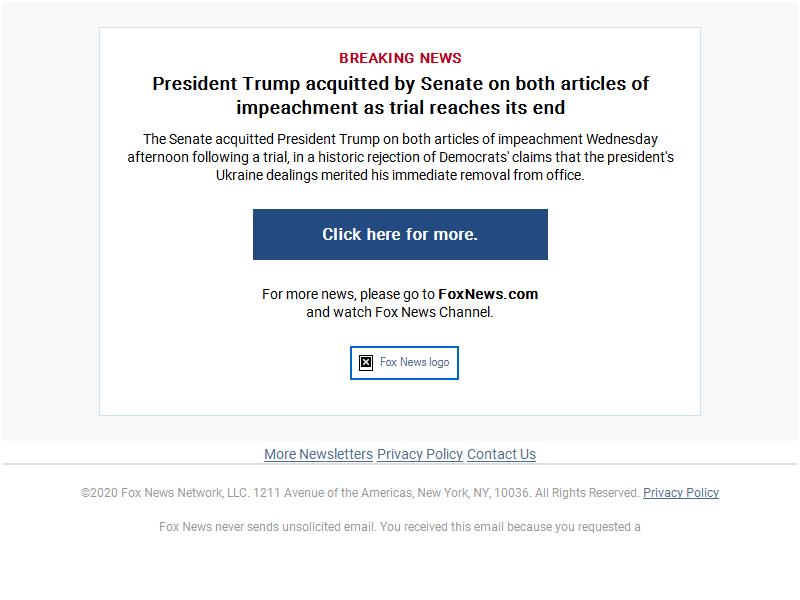 BREAKING NEWS
President Trump acquitted by Senate on both articles of
impeachment as trial reaches its end
The Senate acquitted President Trump on both articles of impeachment Wednesday
afternoon following a trial, in a historic rejection of Democrats' claims that the president's
Ukraine dealings merited his immediate removal from office.
Click here for more.
For more news, please go to FoxNews.com
and watch Fox News Channel.
Fox News logo
More Newsletters Privacy Policy Contact Us
©2020 Fox News Network, LLC. 1211 Avenue of the Americas, New York, NY, 10036. All Rights Reserved. Privacy Policy
Fox News never sends unsolicited email. You received this email because you requested a